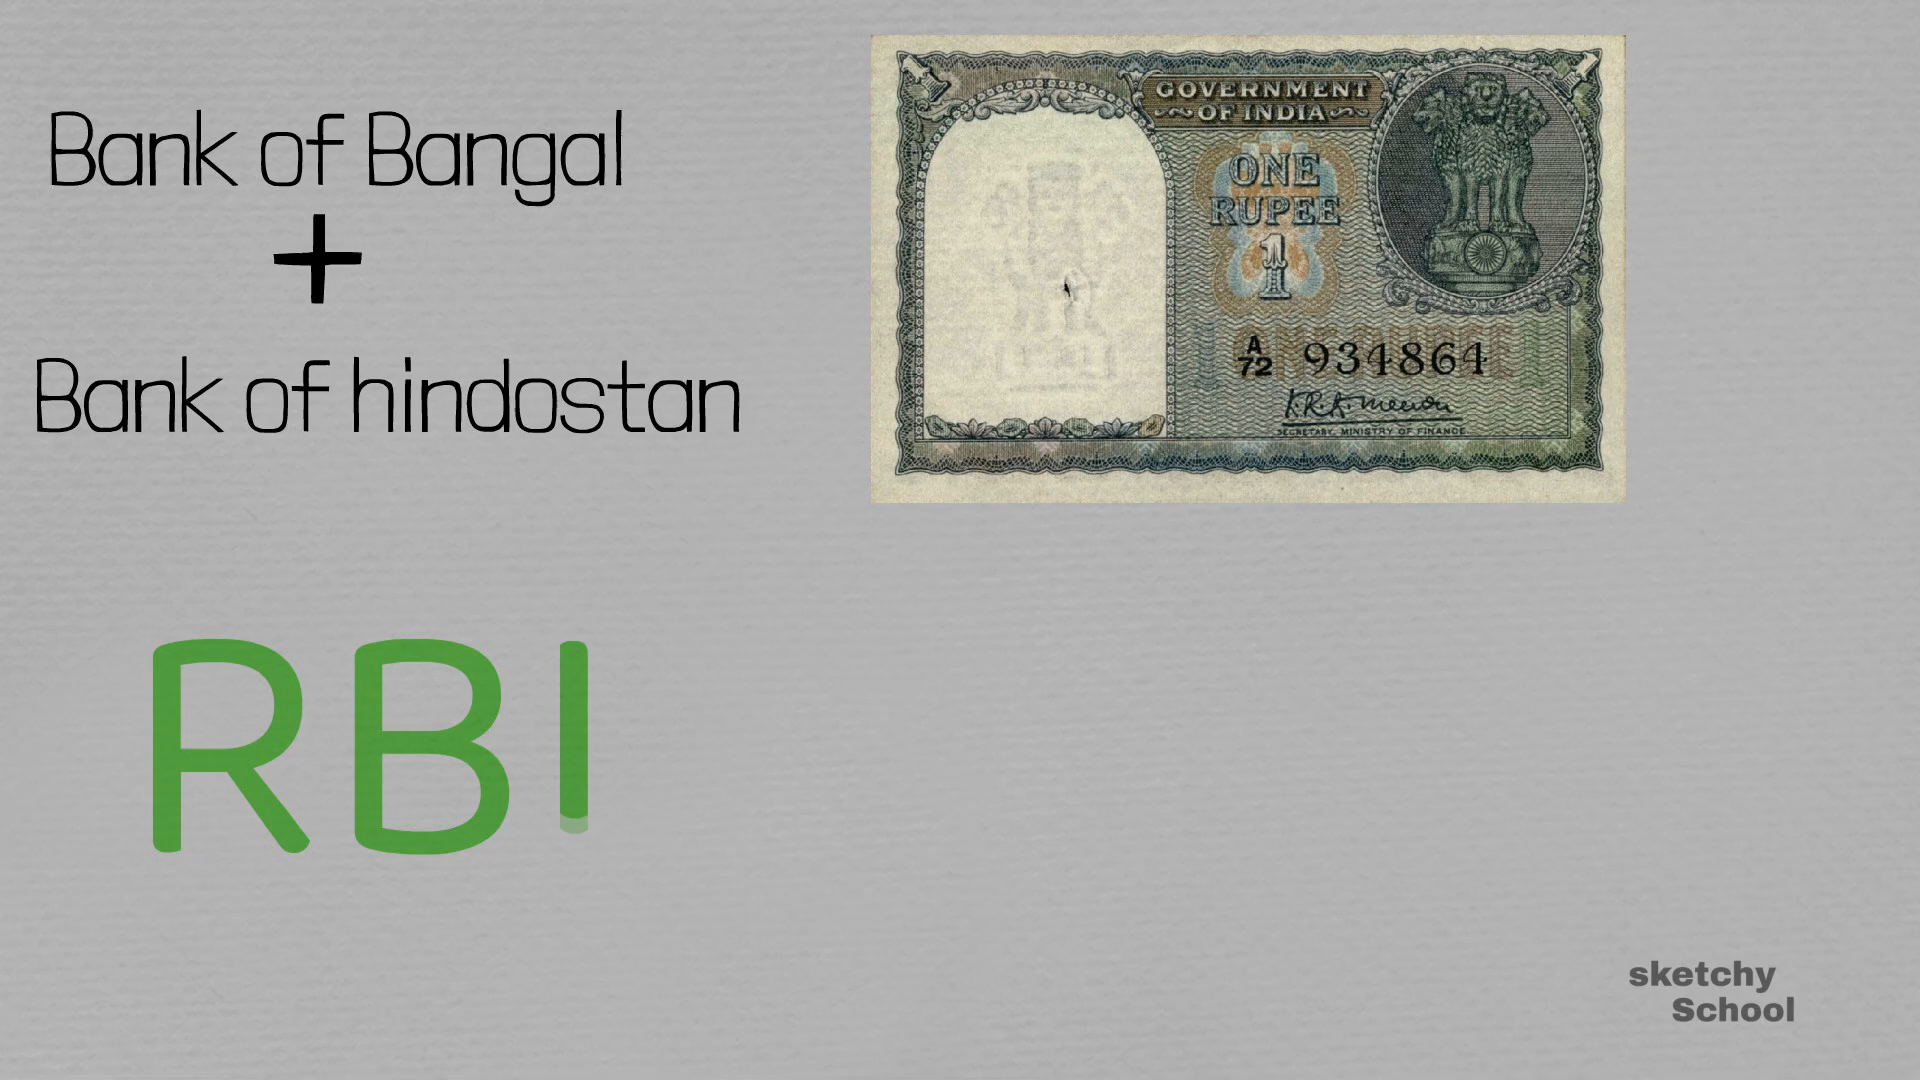 Bank of Bangal
+
Bank of hindostan
RBI
GOVERNMENT
OF INDIA
ONE
RUPEE
1
A
72 934864
K.R.K. Menon
SECRETARY, MINISTRY OF FINANCE
sketchy
School